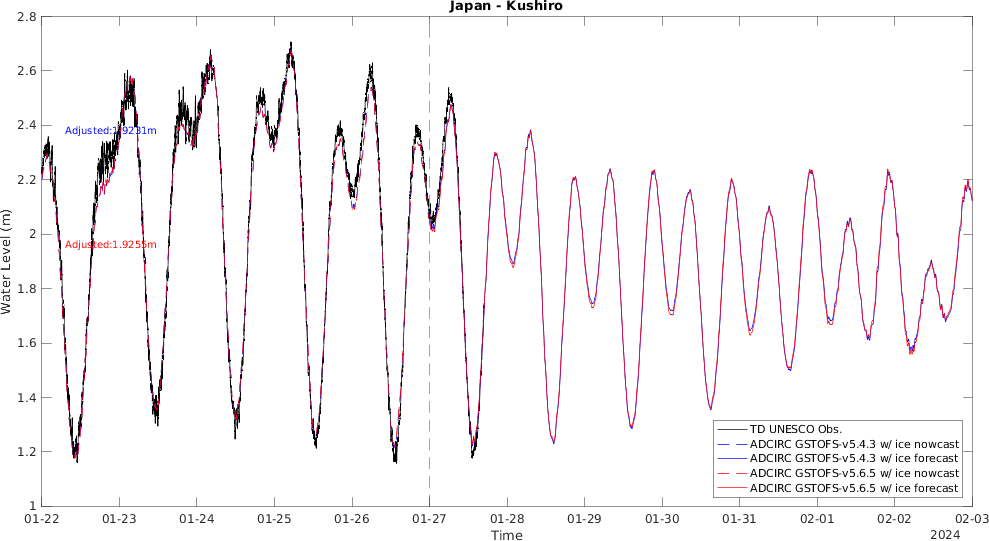 Japan - Kushiro
2.8
2.6
2.4
2.2
2
1.8
1.6
1.4
1.2
1
Water Level (m)
Adjusted:1.9231m
Adjusted:1.9255m
TD UNESCO Obs.
ADCIRC GSTOFS-v5.4.3 w/ ice nowcast
ADCIRC GSTOFS-v5.4.3 w/ ice forecast
ADCIRC GSTOFS-v5.6.5 w/ ice nowcast
ADCIRC GSTOFS-v5.6.5 w/ ice forecast
01-22 01-23 01-24 01-25 01-26 01-27 01-28 01-29 01-30 01-31 02-01 02-02 02-03
Time
2024